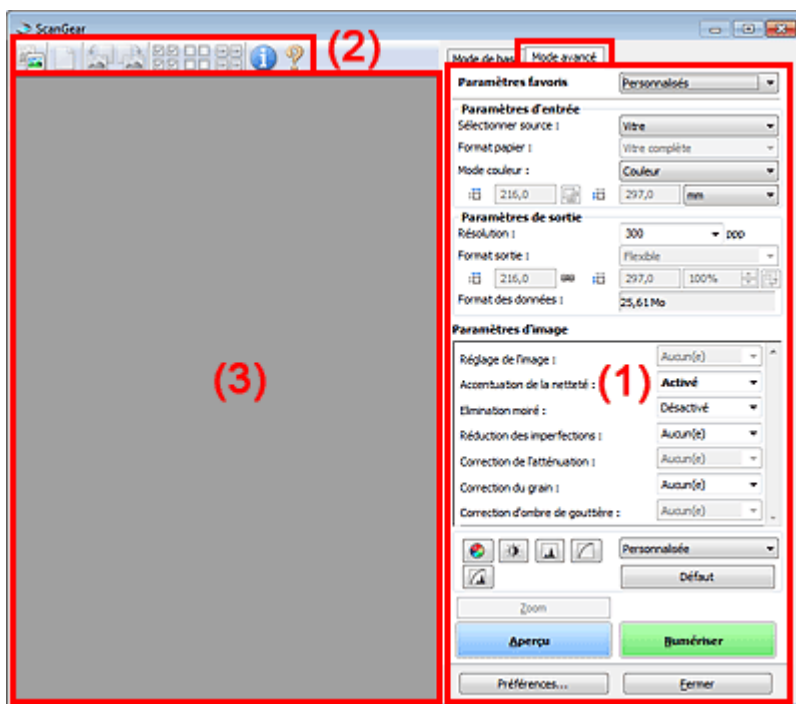 ScanGear
(2)
Mode de bas Mode avancé
Paramètres favoris Personnalisés
Paramètres d'entrée
Sélectionner source : Vitre
Format papier : Vitre complète
Mode couleur : Couleur
216,0 297,0 mm
Paramètres de sortie
Résolution : 300 ppp
Format sortie : Flexible
216,0 297,0 100%
Format des données : 25,61 Mo
Paramètres d'image
Réglage de l'image : Aucun(e)
Accentuation de la netteté : Activé
(3)
(1)
Elimination moiré : Désactivé
Réduction des imperfections : Aucun(e)
Correction de l'atténuation : Aucun(e)
Correction du grain : Aucun(e)
Correction d'ombre de gouttière : Aucun(e)
Personnalisée
Défaut
Zoom
Aperçu Numériser
Préférences... Fermer